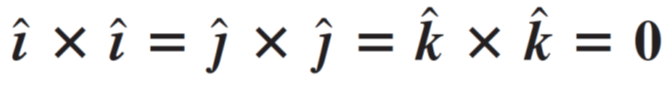 î × î = ĵ × ĵ = k̂ × k̂ = 0